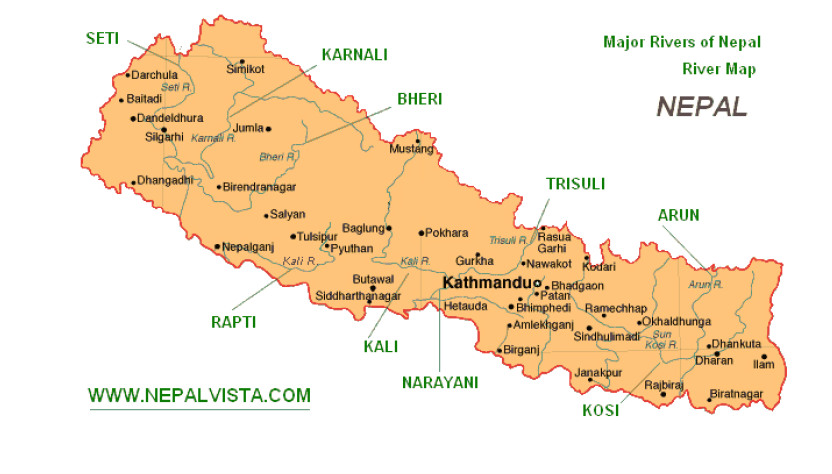 SETI
KARNALI
Major Rivers of Nepal
River Map
NEPAL
Simikot
Darchula
Seti R.
Baitadi
BHERI
Dandeldhura
Silgarhi
Karnali R.
Jumla
Mustang
Bheri R.
Dhangadhi
Birendranagar
TRISULI
Salyan
ARUN
Baglung
Pokhara
Tulsipur
Trisuli R.
Rasua
Garhi
Nepalganj
Pyuthan
Kali R.
Kali R.
Gurkha
Nawakot
Kodari
Butawal
Kathmandu
Bhadgaon
Arun R.
Siddharthanagar
Patan
Hetauda
Bhimphedi
Ramechhap
RAPTI
Amlekhganj
Okhaldhunga
Sindhulimadi
Sun
Kosi R.
KALI
Birganj
Dhankuta
Dharan
Ilam
NARAYANI
Janakpur
Rajbiraj
Biratnagar
WWW.NEPALVISTA.COM
KOSI